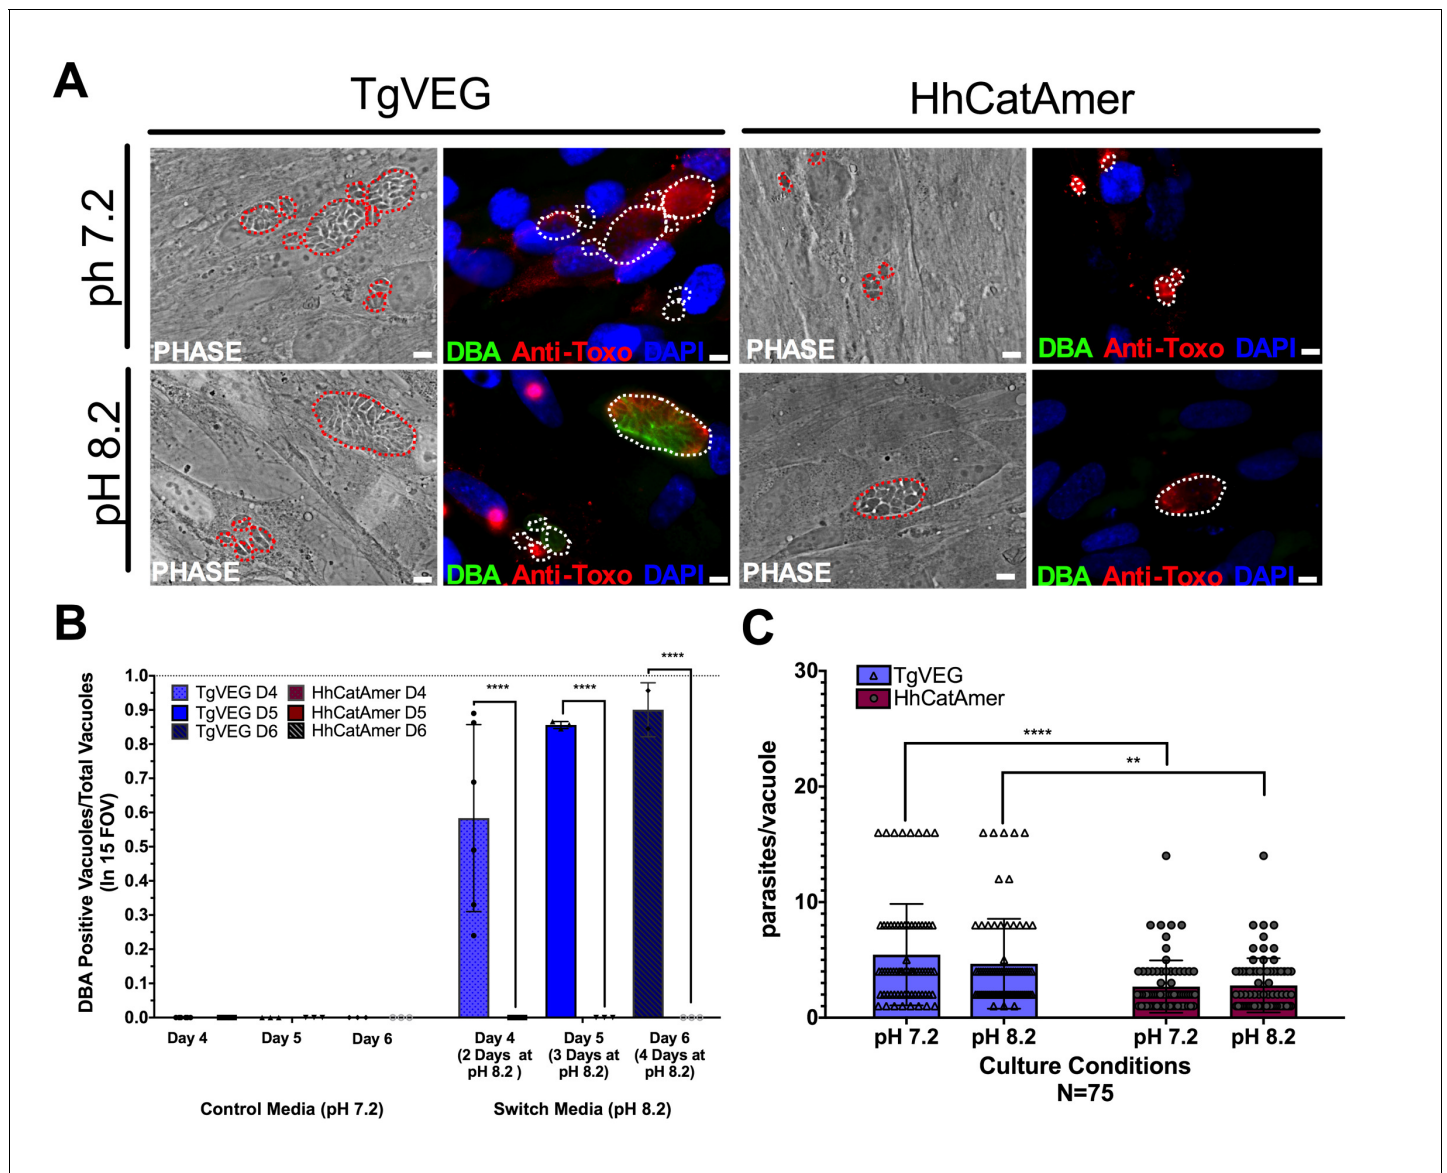 A
TgVEG
HhCatAmer
ph 7.2
PHASE
DBA Anti-Toxo DAPI
PHASE
DBA Anti-Toxo DAPI
pH 8.2
PHASE
DBA Anti-Toxo DAPI
PHASE
DBA Anti-Toxo DAPI
B
DBA Positive Vacuoles/Total Vacuoles
(In 15 FOV)
1.0
0.9
0.8
0.7
0.6
0.5
0.4
0.3
0.2
0.1
0.0
TgVEG D4
TgVEG D5
TgVEG D6
HhCatAmer D4
HhCatAmer D5
HhCatAmer D6
****
****
****
Day 4
Day 5
Day 6
Day 4
(2 Days at
pH 8.2 )
Day 5
(3 Days at
pH 8.2)
Day 6
(4 Days at
pH 8.2)
Control Media (pH 7.2)
Switch Media (pH 8.2)
C
parasites/vacuole
30
20
10
0
TgVEG
HhCatAmer
****
**
pH 7.2
pH 8.2
pH 7.2
pH 8.2
Culture Conditions
N=75